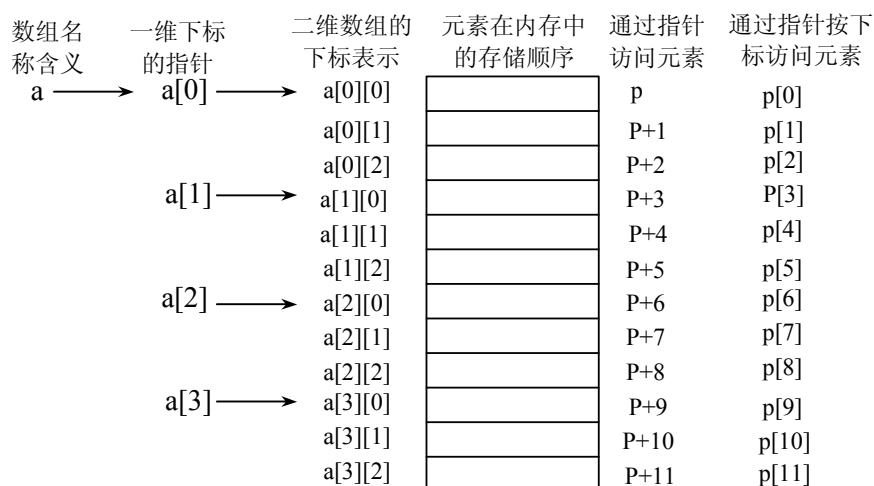 数组名 一维下标 二维数组的 元素在内存中 通过指针 通过指针按下
称含义 的指针 下标表示 的存储顺序 访问元素 标访问元素
a a[0] a[0][0] p p[0]
a[0][1] P+1 p[1]
a[0][2] P+2 p[2]
a[1] a[1][0] P+3 P[3]
a[1][1] P+4 p[4]
a[1][2] P+5 p[5]
a[2] a[2][0] P+6 p[6]
a[2][1] P+7 p[7]
a[2][2] P+8 p[8]
a[3] a[3][0] P+9 p[9]
a[3][1] P+10 p[10]
a[3][2] P+11 p[11]